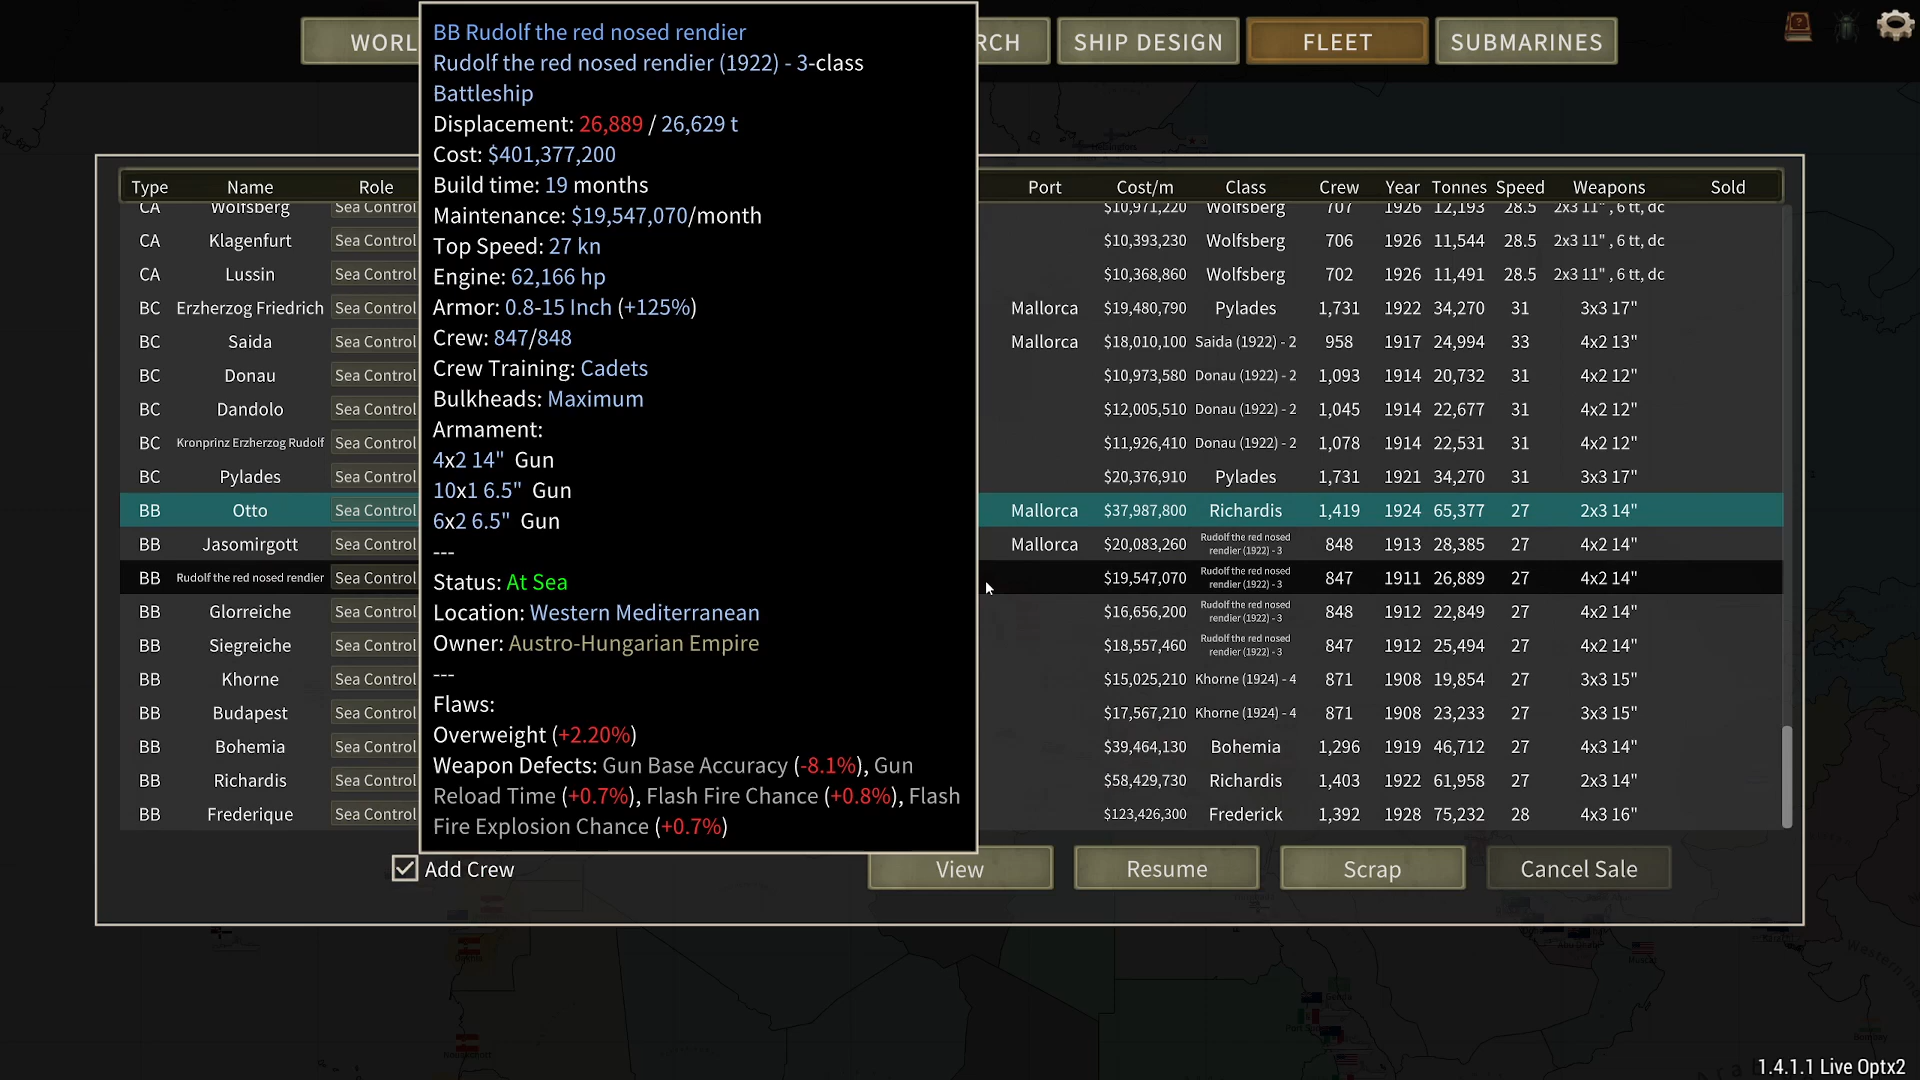 WORL
RCH
SHIP DESIGN
FLEET
SUBMARINES
BB Rudolf the red nosed rendier
Rudolf the red nosed rendier (1922) - 3-class
Battleship
Displacement: 26,889 / 26,629 t
Cost: $401,377,200
Build time: 19 months
Maintenance: $19,547,070/month
Top Speed: 27 kn
Engine: 62,166 hp
Armor: 0.8-15 Inch (+125%)
Crew: 847/848
Crew Training: Cadets
Bulkheads: Maximum
Armament:
4x2 14" Gun
10x1 6.5" Gun
6x2 6.5" Gun
---
Status: At Sea
Location: Western Mediterranean
Owner: Austro-Hungarian Empire
---
Flaws:
Overweight (+2.20%)
Weapon Defects: Gun Base Accuracy (-8.1%), Gun
Reload Time (+0.7%), Flash Fire Chance (+0.8%), Flash
Fire Explosion Chance (+0.7%)
Type Name Role Port Cost/m Class Crew Year Tonnes Speed Weapons Sold
CA Wolfsberg Sea Control $10,971,220 Wolfsberg 707 1926 12,193 28.5 2x3 11" , 6 tt, dc
CA Klagenfurt Sea Control $10,393,230 Wolfsberg 706 1926 11,544 28.5 2x3 11" , 6 tt, dc
CA Lussin Sea Control $10,368,860 Wolfsberg 702 1926 11,491 28.5 2x3 11" , 6 tt, dc
BC Erzherzog Friedrich Sea Control Mallorca $19,480,790 Pylades 1,731 1922 34,270 31 3x3 17"
BC Saida Sea Control Mallorca $18,010,100 Saida (1922) - 2 958 1917 24,994 33 4x2 13"
BC Donau Sea Control $10,973,580 Donau (1922) - 2 1,093 1914 20,732 31 4x2 12"
BC Dandolo Sea Control $12,005,510 Donau (1922) - 2 1,045 1914 22,677 31 4x2 12"
BC Kronprinz Erzherzog Rudolf Sea Control $11,926,410 Donau (1922) - 2 1,078 1914 22,531 31 4x2 12"
BC Pylades Sea Control $20,376,910 Pylades 1,731 1921 34,270 31 3x3 17"
BB Otto Sea Control Mallorca $37,987,800 Richardis 1,419 1924 65,377 27 2x3 14"
BB Jasomirgott Sea Control Mallorca $20,083,260 Rudolf the red nosed rendier (1922) - 3 848 1913 28,385 27 4x2 14"
BB Rudolf the red nosed rendier Sea Control $19,547,070 Rudolf the red nosed rendier (1922) - 3 847 1911 26,889 27 4x2 14"
BB Glorreiche Sea Control $16,656,200 Rudolf the red nosed rendier (1922) - 3 848 1912 22,849 27 4x2 14"
BB Siegreiche Sea Control $18,557,460 Rudolf the red nosed rendier (1922) - 3 847 1912 25,494 27 4x2 14"
BB Khorne Sea Control $15,025,210 Khorne (1924) - 4 871 1908 19,854 27 3x3 15"
BB Budapest Sea Control $17,567,210 Khorne (1924) - 4 871 1908 23,233 27 3x3 15"
BB Bohemia Sea Control $39,464,130 Bohemia 1,296 1919 46,712 27 4x3 14"
BB Richardis Sea Control $58,429,730 Richardis 1,403 1922 61,958 27 2x3 14"
BB Frederique Sea Control $123,426,300 Frederick 1,392 1928 75,232 28 4x3 16"
Add Crew
View
Resume
Scrap
Cancel Sale
1.4.1.1 Live Optx2